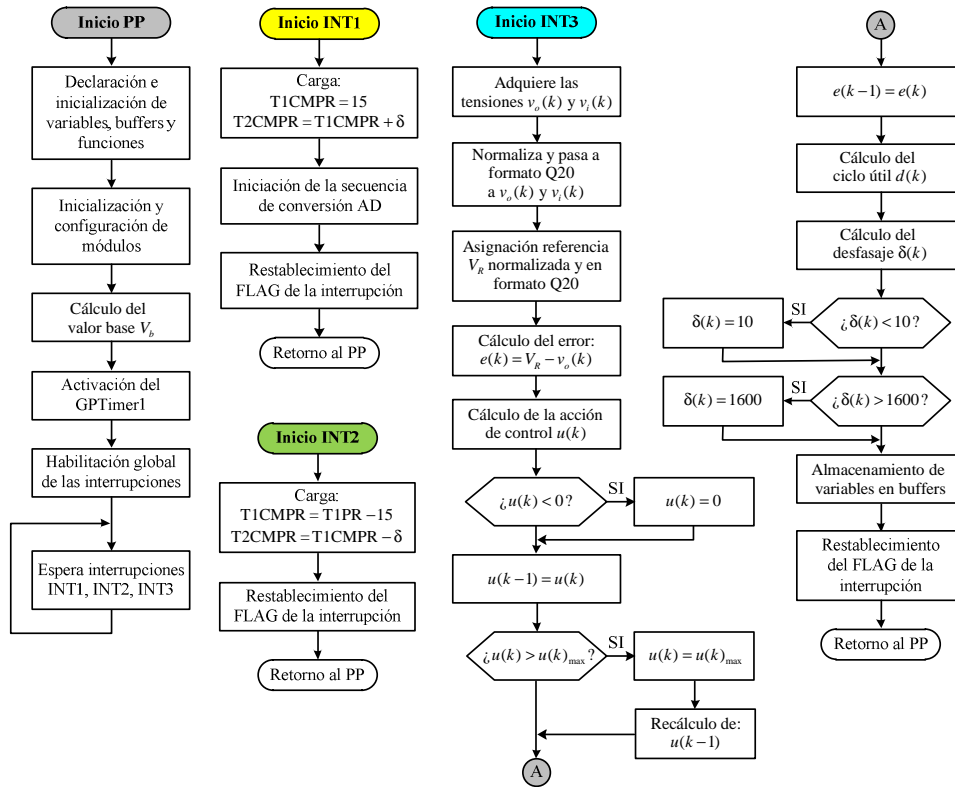 Inicio PP
Declaración e
inicialización de
variables, buffers y
funciones
Inicialización y
configuración de
módulos
Cálculo del
valor base V_b
Activación del
GPTimer1
Habilitación global
de las interrupciones
Espera interrupciones
INT1, INT2, INT3
Inicio INT1
Carga:
T1CMPR = 15
T2CMPR = T1CMPR + δ
Iniciación de la secuencia
de conversión AD
Restablecimiento del
FLAG de la interrupción
Retorno al PP
Inicio INT2
Carga:
T1CMPR = T1PR − 15
T2CMPR = T1CMPR − δ
Restablecimiento del
FLAG de la interrupción
Retorno al PP
Inicio INT3
Adquiere las
tensiones v_o(k) y v_i(k)
Normaliza y pasa a
formato Q20
a v_o(k) y v_i(k)
Asignación referencia
V_R normalizada y en
formato Q20
Cálculo del error:
e(k) = V_R − v_o(k)
Cálculo de la acción
de control u(k)
¿u(k) < 0?
SI
u(k) = 0
u(k−1) = u(k)
¿u(k) > u(k)_max?
SI
u(k) = u(k)_max
Recálculo de:
u(k−1)
A
A
e(k−1) = e(k)
Cálculo del
ciclo útil d(k)
Cálculo del
desfasaje δ(k)
¿δ(k) < 10?
SI
δ(k) = 10
¿δ(k) > 1600?
SI
δ(k) = 1600
Almacenamiento de
variables en buffers
Restablecimiento
del FLAG de la
interrupción
Retorno al PP